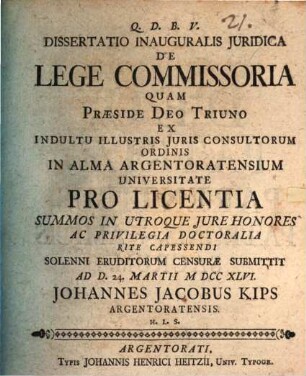 Q. D. B. V. 21.
DISSERTATIO INAUGURALIS JURIDICA
DE
LEGE COMMISSORIA
QUAM
PRÆSIDE DEO TRIUNO
EX
INDULTU ILLUSTRIS JURIS CONSULTORUM
ORDINIS
IN ALMA ARGENTORATENSIUM
UNIVERSITATE
PRO LICENTIA
SUMMOS IN UTROQUE JURE HONORES
AC PRIVILEGIA DOCTORALIA
RITE CAPESSENDI
SOLENNI ERUDITORUM CENSURÆ SUBMITTIT
AD D. 24. MARTII M DCC XLVI.
JOHANNES JACOBUS KIPS
ARGENTORATENSIS.
H. L. S.
ARGENTORATI,
TYPIS JOHANNIS HENRICI HEITZII, UNIV. TYPOGR.